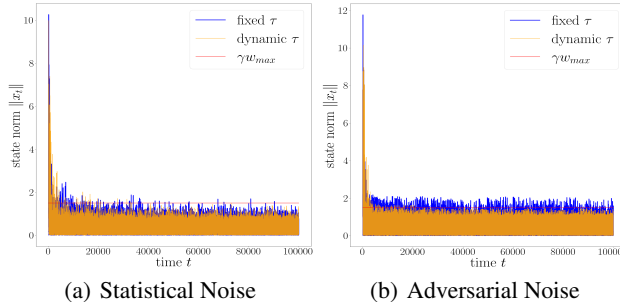 fixed τ
dynamic τ
γw_max
state norm ‖x_t‖
10
8
6
4
2
0
0 20000 40000 60000 80000 100000
time t
(a) Statistical Noise
fixed τ
dynamic τ
γw_max
state norm ‖x_t‖
12
10
8
6
4
2
0
0 20000 40000 60000 80000 10000
time t
(b) Adversarial Noise